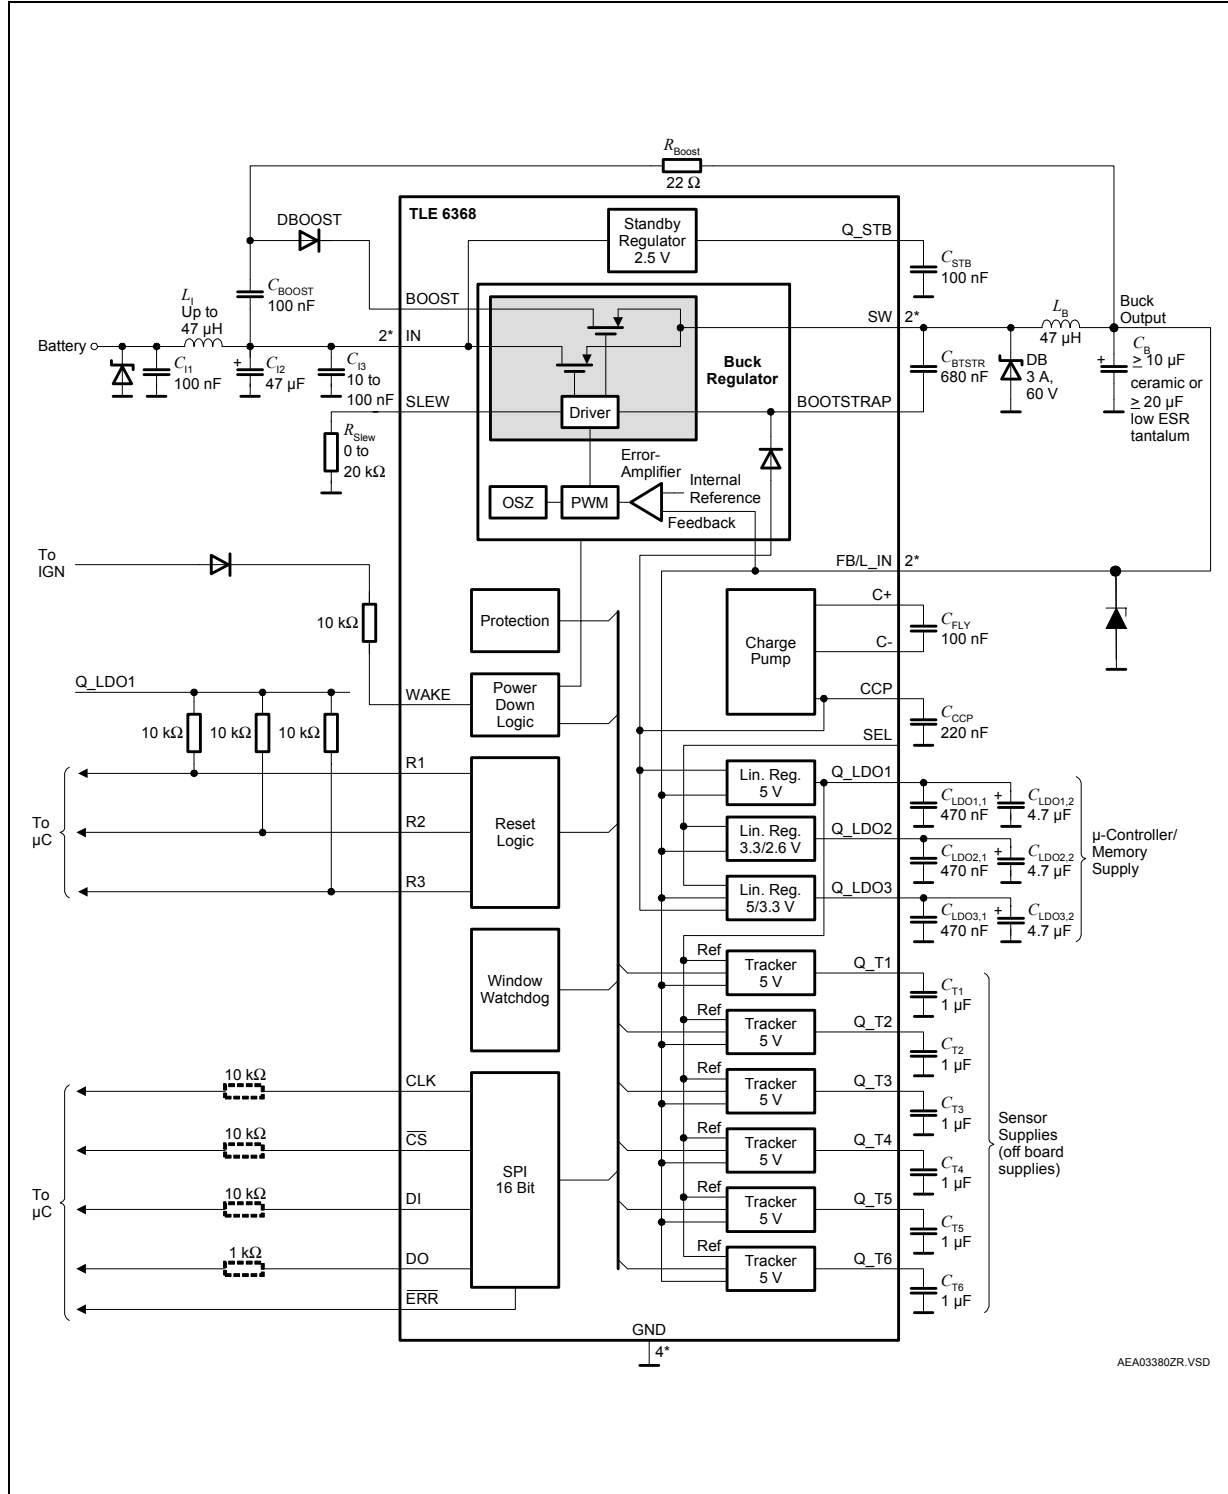 R_Boost
22 Ω
TLE 6368
DBOOST
Standby
Regulator
2.5 V
Q_STB
C_STB
100 nF
C_BOOST
100 nF
BOOST
L_I
Up to
47 µH
Battery
2* IN
SW 2*
L_B
47 µH
Buck
Output
C_I1
100 nF
+
C_I2
47 µF
C_I3
10 to
100 nF
Buck
Regulator
C_BTSTR
680 nF
DB
3 A,
60 V
+
C_B
≥ 10 µF
ceramic or
≥ 20 µF
low ESR
tantalum
SLEW
Driver
BOOTSTRAP
R_Slew
0 to
20 kΩ
Error-
Amplifier
Internal
Reference
OSZ
PWM
Feedback
To
IGN
FB/L_IN 2*
10 kΩ
Protection
Charge
Pump
C+
C-
C_FLY
100 nF
WAKE
Power
Down
Logic
CCP
C_CCP
220 nF
SEL
Q_LDO1
10 kΩ 10 kΩ 10 kΩ
To
µC
R1
R2
R3
Reset
Logic
Lin. Reg.
5 V
Q_LDO1
C_LDO1,1
470 nF
+
C_LDO1,2
4.7 µF
Lin. Reg.
3.3/2.6 V
Q_LDO2
C_LDO2,1
470 nF
+
C_LDO2,2
4.7 µF
Lin. Reg.
5/3.3 V
Q_LDO3
C_LDO3,1
470 nF
+
C_LDO3,2
4.7 µF
µ-Controller/
Memory
Supply
Window
Watchdog
Ref
Tracker
5 V
Q_T1
C_T1
1 µF
Ref
Tracker
5 V
Q_T2
C_T2
1 µF
Ref
Tracker
5 V
Q_T3
C_T3
1 µF
Ref
Tracker
5 V
Q_T4
C_T4
1 µF
Ref
Tracker
5 V
Q_T5
C_T5
1 µF
Ref
Tracker
5 V
Q_T6
C_T6
1 µF
Sensor
Supplies
(off board
supplies)
To
µC
10 kΩ
CLK
10 kΩ
C̅S̅
10 kΩ
DI
1 kΩ
DO
E̅R̅R̅
SPI
16 Bit
GND
4*
AEA03380ZR.VSD